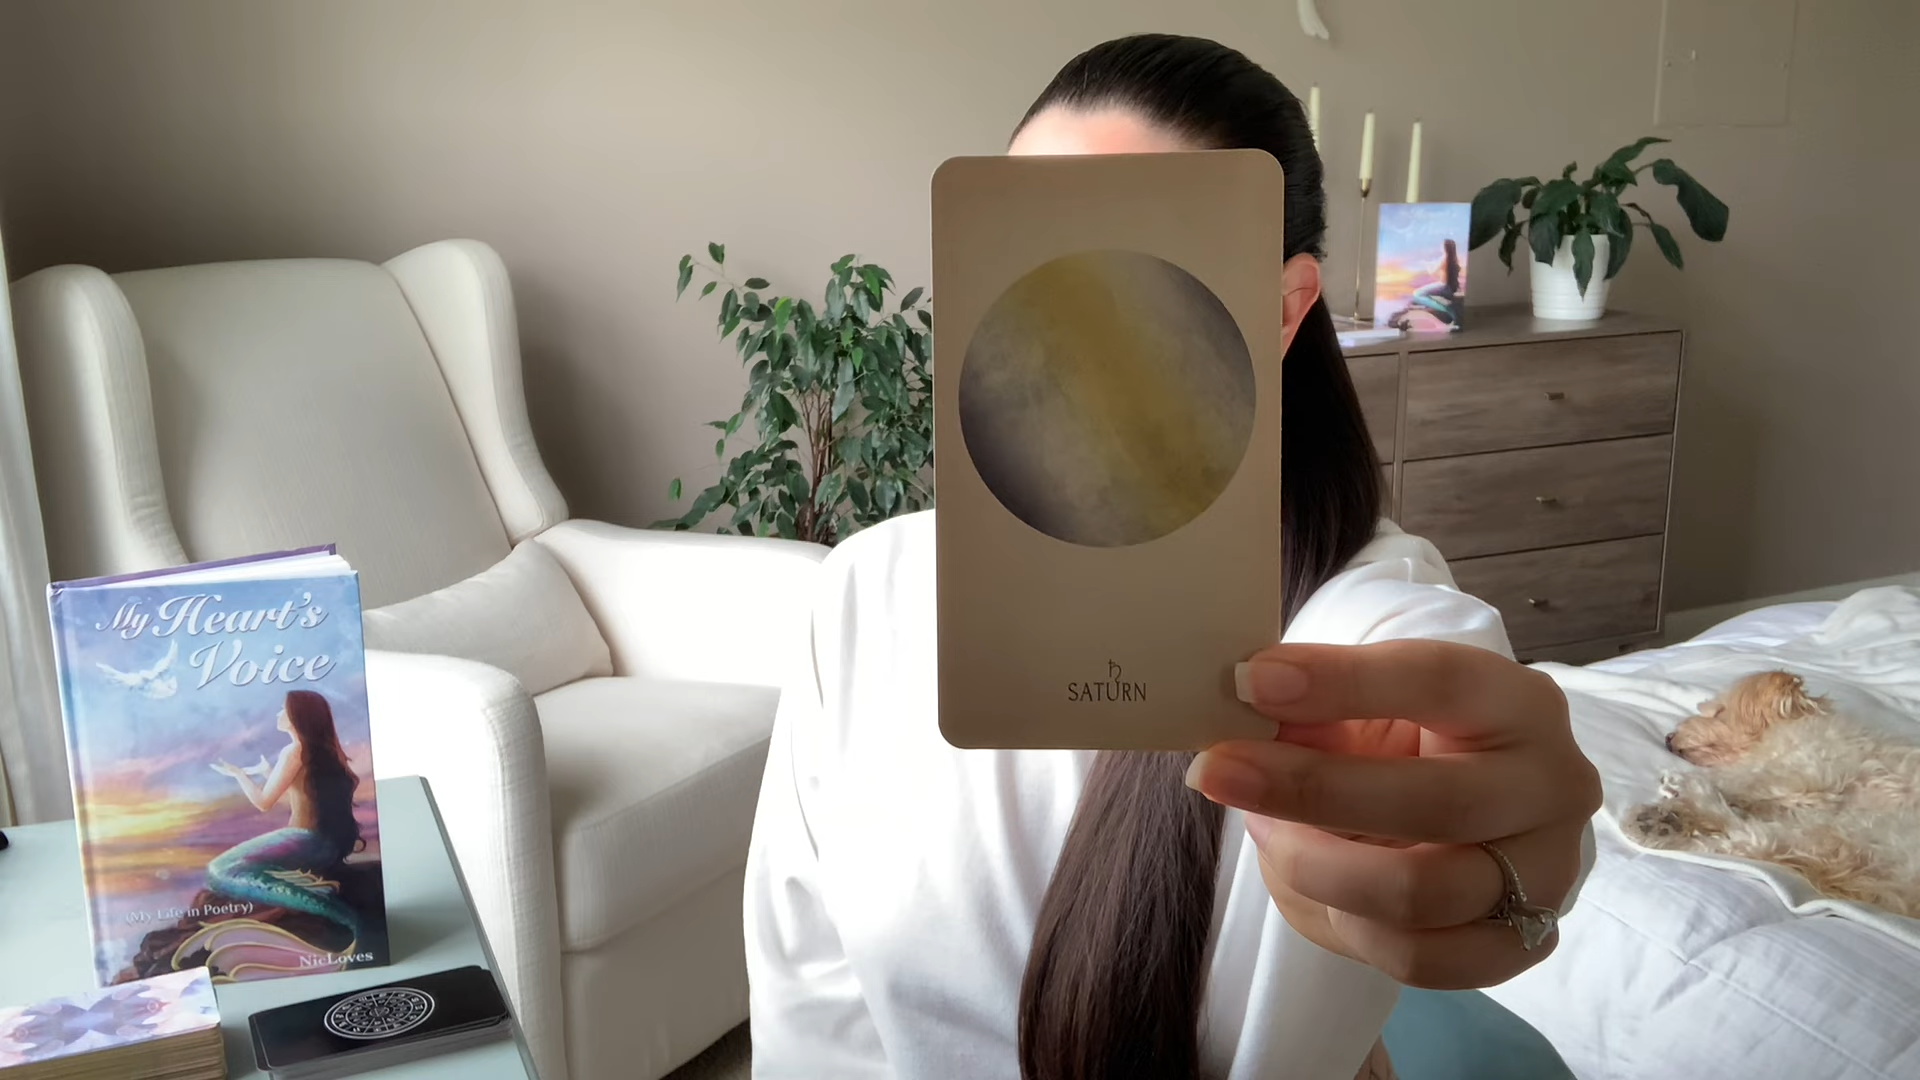 My Heart's
Voice
(My Life in Poetry)
NicLoves
♄
SATURN